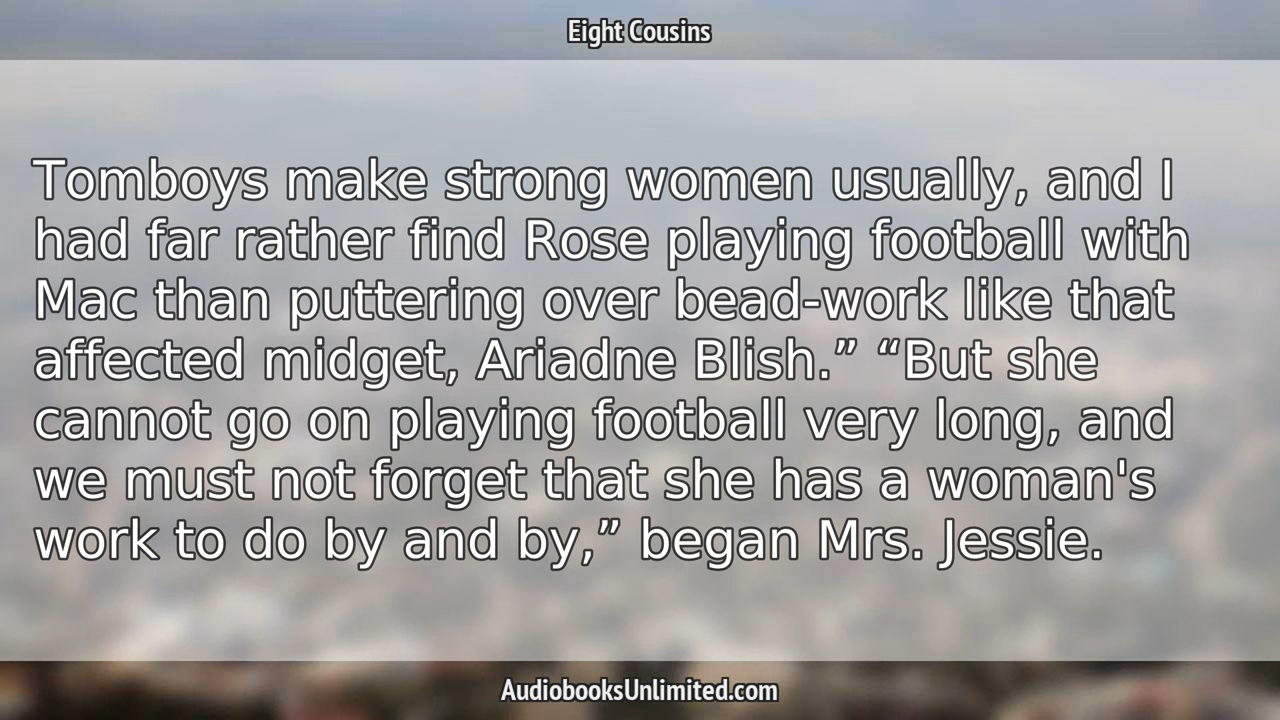 Eight Cousins
Tomboys make strong women usually, and I
had far rather find Rose playing football with
Mac than puttering over bead-work like that
affected midget, Ariadne Blish.” “But she
cannot go on playing football very long, and
we must not forget that she has a woman's
work to do by and by,” began Mrs. Jessie.
AudiobooksUnlimited.com